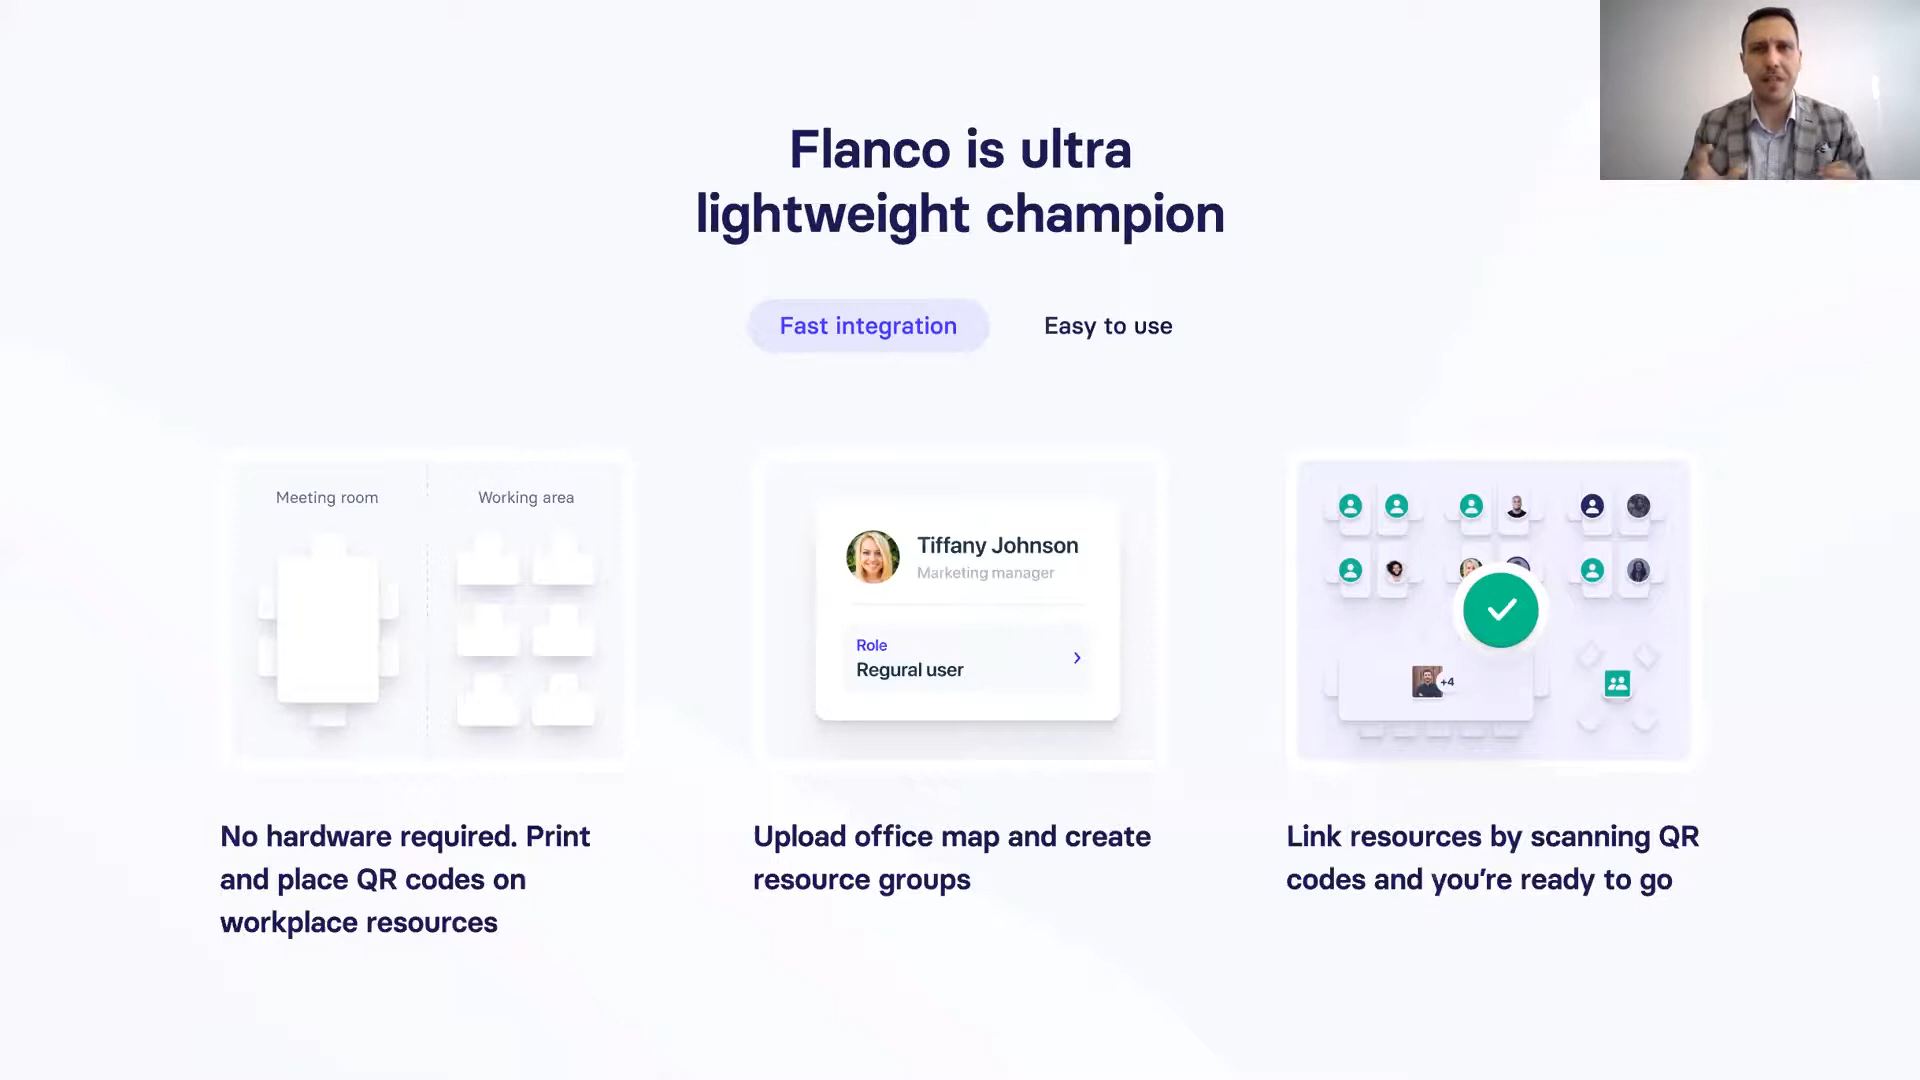 Flanco is ultra
lightweight champion
Fast integration
Easy to use
Meeting room
Working area
Tiffany Johnson
Marketing manager
Role
Regural user
+4
No hardware required. Print
and place QR codes on
workplace resources
Upload office map and create
resource groups
Link resources by scanning QR
codes and you’re ready to go